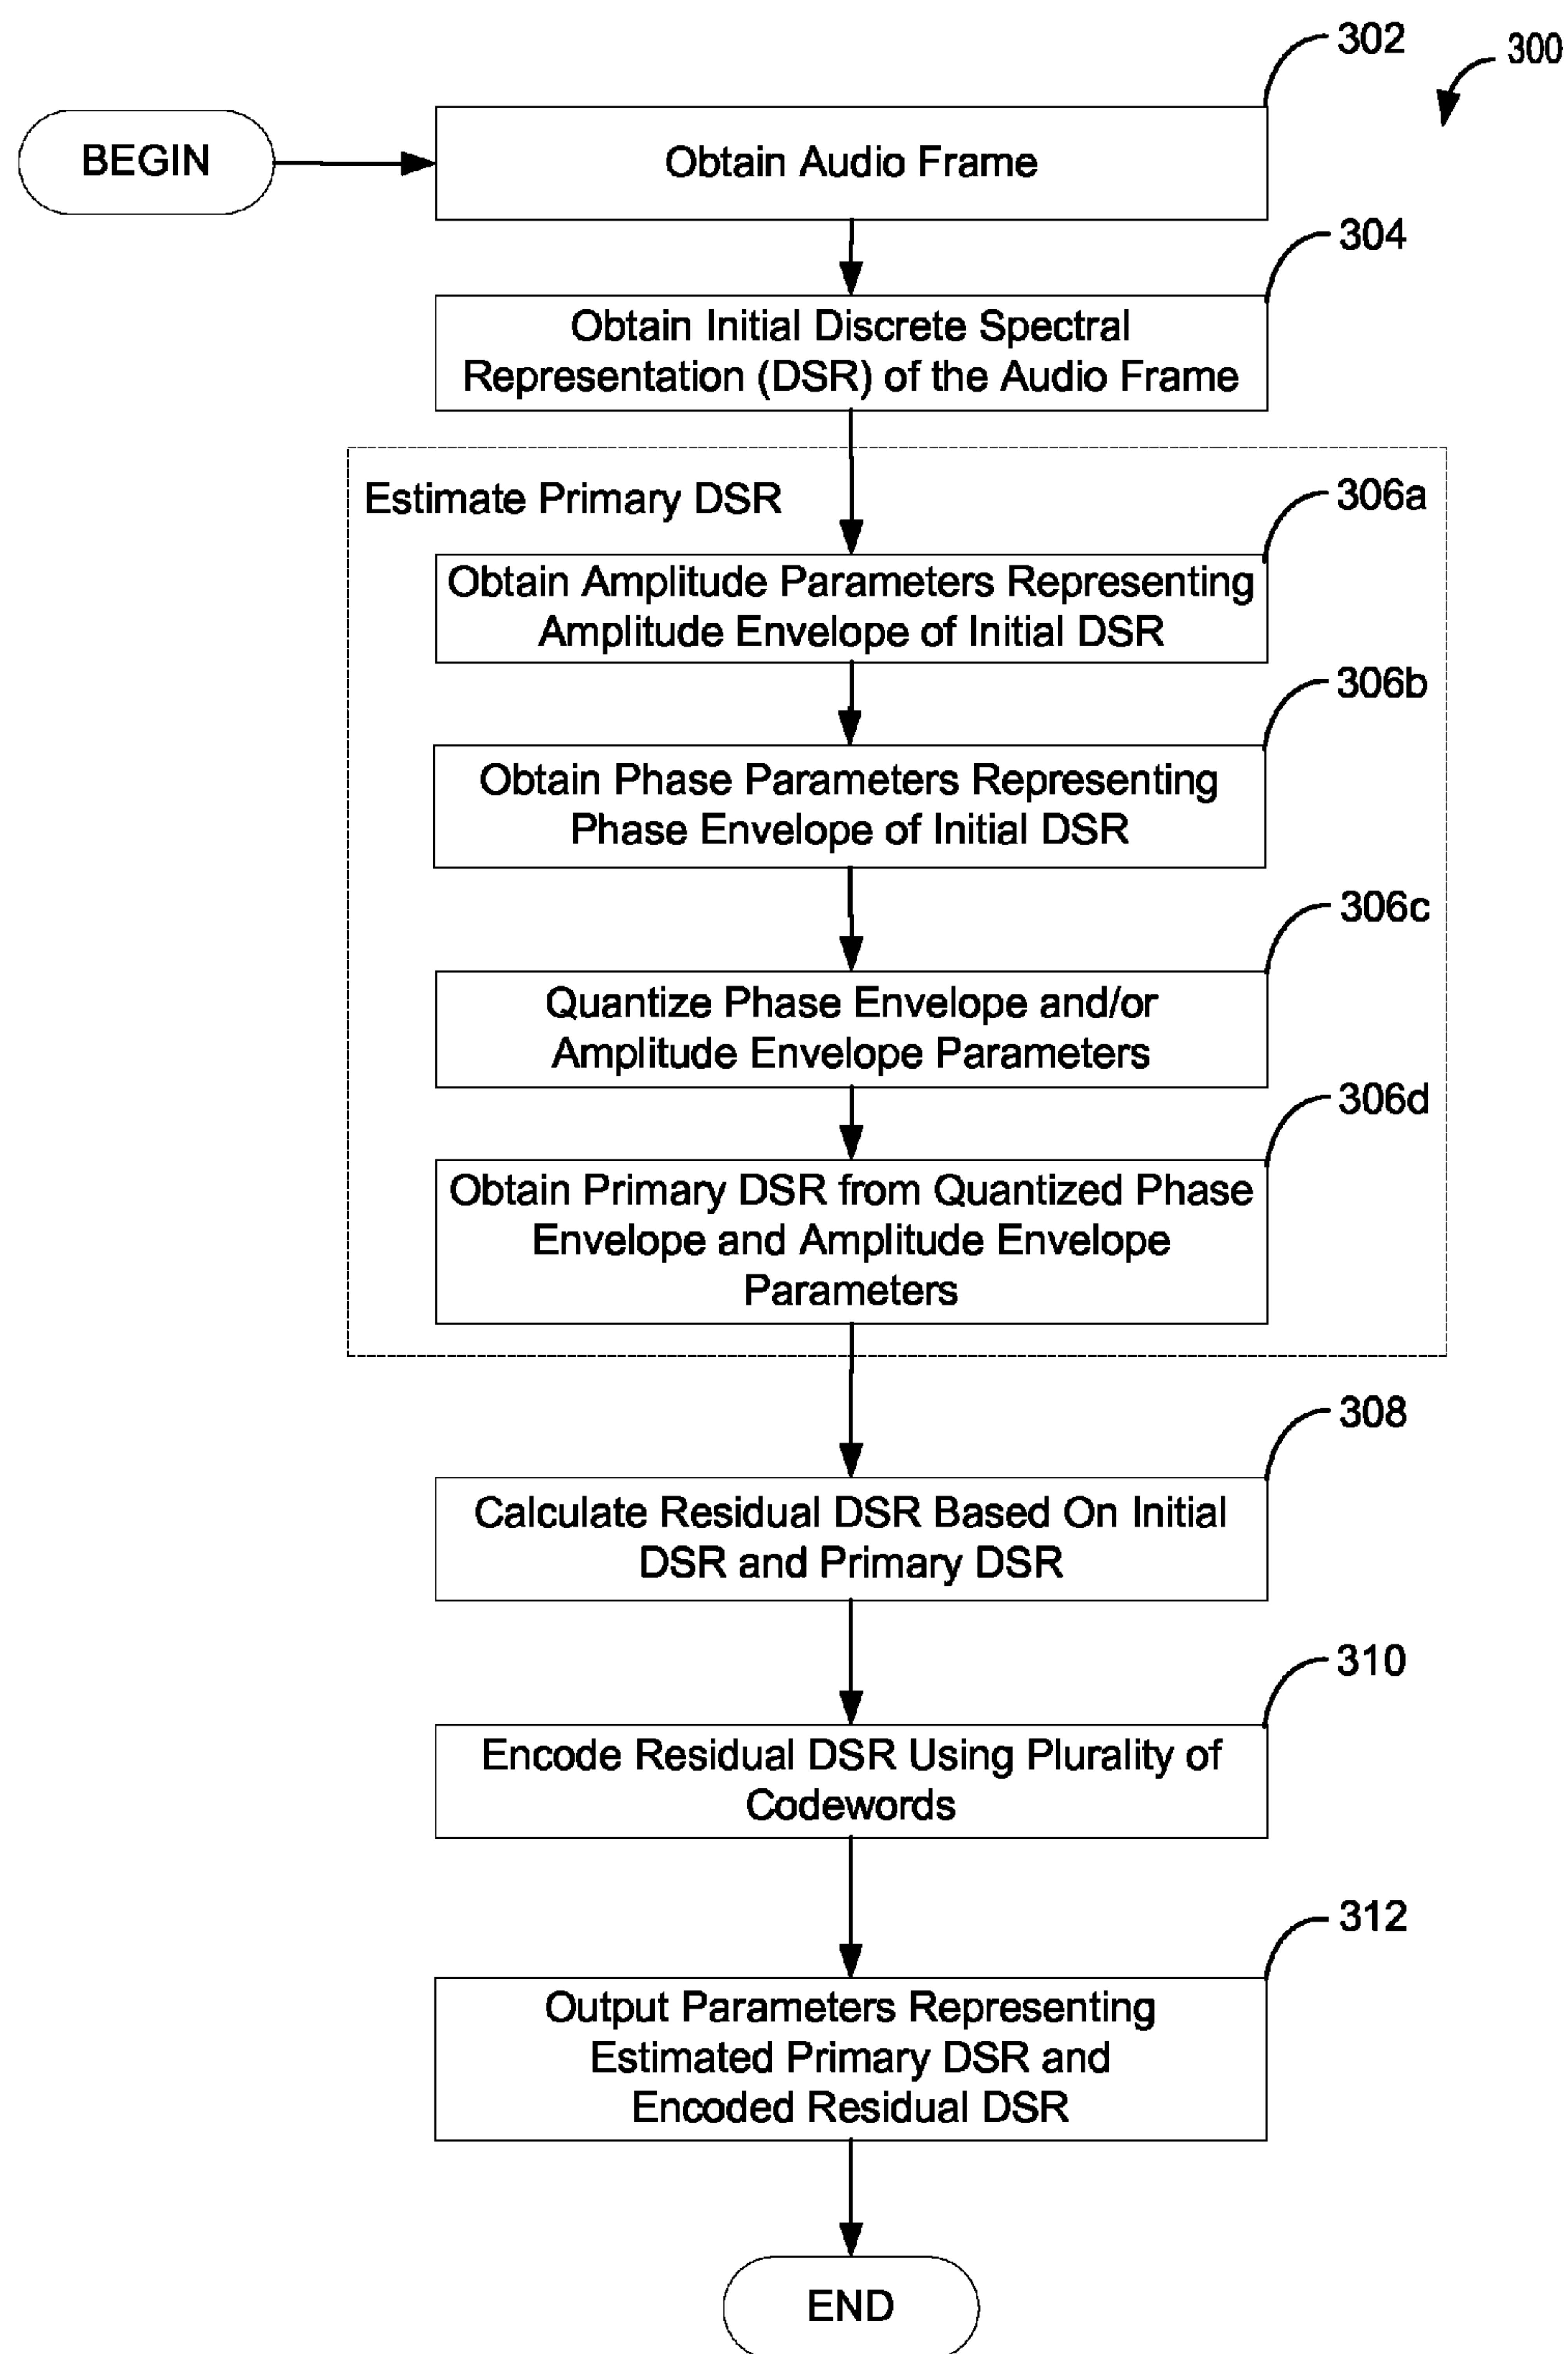 302
300
BEGIN
Obtain Audio Frame
304
Obtain Initial Discrete Spectral
Representation (DSR) of the Audio Frame
Estimate Primary DSR
306a
Obtain Amplitude Parameters Representing
Amplitude Envelope of Initial DSR
306b
Obtain Phase Parameters Representing
Phase Envelope of Initial DSR
306c
Quantize Phase Envelope and/or
Amplitude Envelope Parameters
306d
Obtain Primary DSR from Quantized Phase
Envelope and Amplitude Envelope
Parameters
308
Calculate Residual DSR Based On Initial
DSR and Primary DSR
310
Encode Residual DSR Using Plurality of
Codewords
312
Output Parameters Representing
Estimated Primary DSR and
Encoded Residual DSR
END